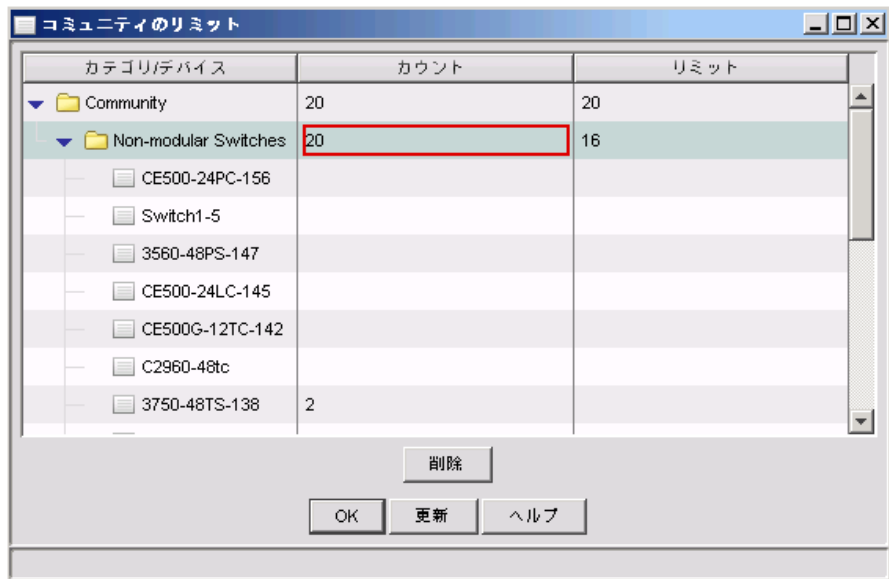 コミュニティのリミット
カテゴリ/デバイス カウント リミット
Community 20 20
Non-modular Switches 20 16
CE500-24PC-156
Switch1-5
3560-48PS-147
CE500-24LC-145
CE500G-12TC-142
C2960-48tc
3750-48TS-138 2
削除
OK 更新 ヘルプ